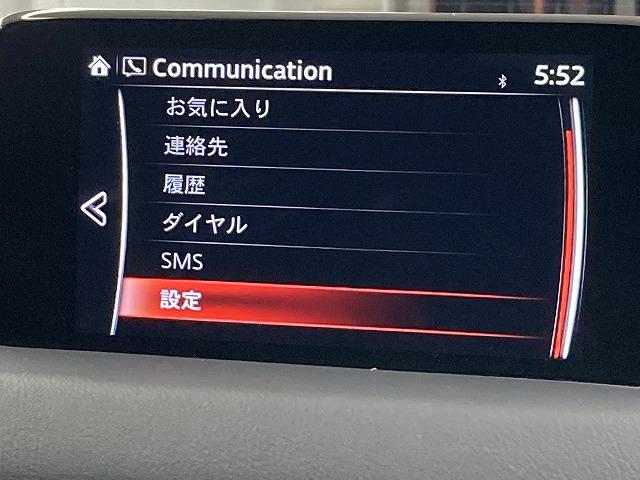 Communication 5:52
お気に入り
連絡先
履歴
ダイヤル
SMS
設定